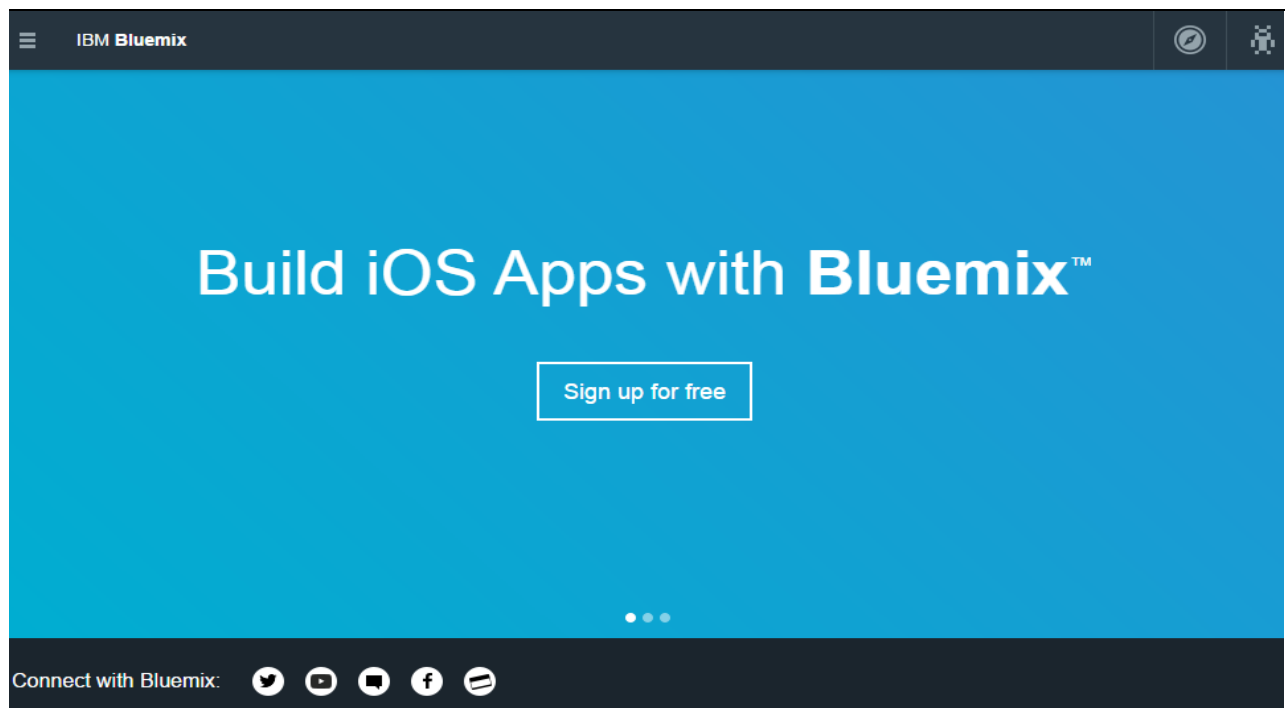 IBM Bluemix
Build iOS Apps with Bluemix™
Sign up for free
Connect with Bluemix: